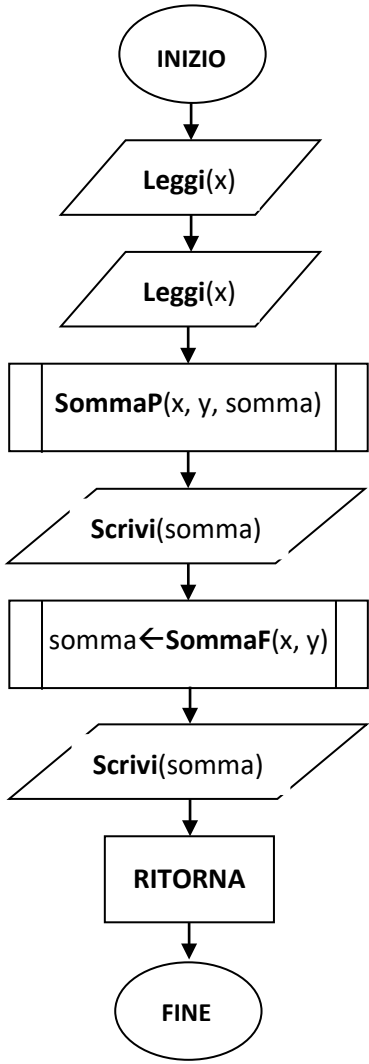 INIZIO
Leggi(x)
Leggi(x)
SommaP(x, y, somma)
Scrivi(somma)
somma←SommaF(x, y)
Scrivi(somma)
RITORNA
FINE